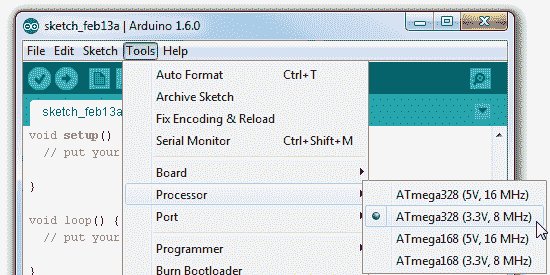 sketch_feb13a | Arduino 1.6.0
File Edit Sketch Tools Help
Auto Format Ctrl+T
Archive Sketch
Fix Encoding & Reload
Serial Monitor Ctrl+Shift+M
Board
Processor
Port
Programmer
Burn Bootloader
ATmega328 (5V, 16 MHz)
ATmega328 (3.3V, 8 MHz)
ATmega168 (5V, 16 MHz)
ATmega168 (3.3V, 8 MHz)
sketch_feb13a
void setup()
// put your
}
void loop() {
// put your